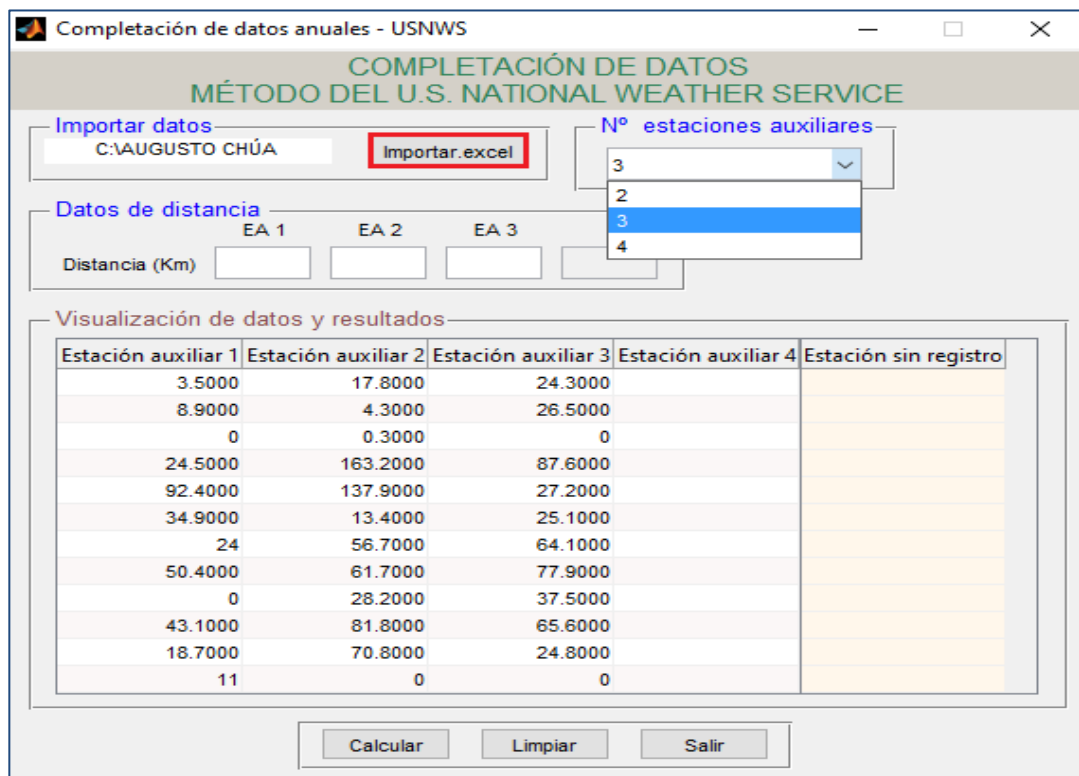 Completación de datos anuales - USNWS
COMPLETACIÓN DE DATOS
MÉTODO DEL U.S. NATIONAL WEATHER SERVICE
Importar datos
C:\AUGUSTO CHÚA
Importar.excel
Nº estaciones auxiliares
3
2
3
4
Datos de distancia
EA 1 EA 2 EA 3
Distancia (Km)
Visualización de datos y resultados
Estación auxiliar 1 Estación auxiliar 2 Estación auxiliar 3 Estación auxiliar 4 Estación sin registro
3.5000 17.8000 24.3000
8.9000 4.3000 26.5000
0 0.3000 0
24.5000 163.2000 87.6000
92.4000 137.9000 27.2000
34.9000 13.4000 25.1000
24 56.7000 64.1000
50.4000 61.7000 77.9000
0 28.2000 37.5000
43.1000 81.8000 65.6000
18.7000 70.8000 24.8000
11 0 0
Calcular Limpiar Salir